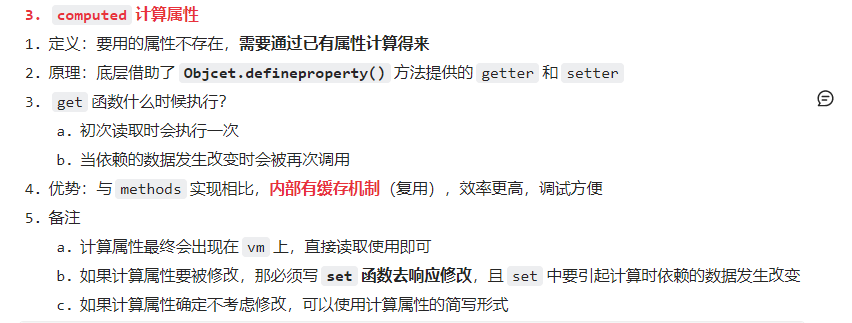 3. computed 计算属性
1. 定义：要用的属性不存在，需要通过已有属性计算得来
2. 原理：底层借助了 Objcet.defineproperty() 方法提供的 getter 和 setter
3. get 函数什么时候执行？
a. 初次读取时会执行一次
b. 当依赖的数据发生改变时会被再次调用
4. 优势：与 methods 实现相比，内部有缓存机制（复用），效率更高，调试方便
5. 备注
a. 计算属性最终会出现在 vm 上，直接读取使用即可
b. 如果计算属性要被修改，那必须写 set 函数去响应修改，且 set 中要引起计算时依赖的数据发生改变
c. 如果计算属性确定不考虑修改，可以使用计算属性的简写形式